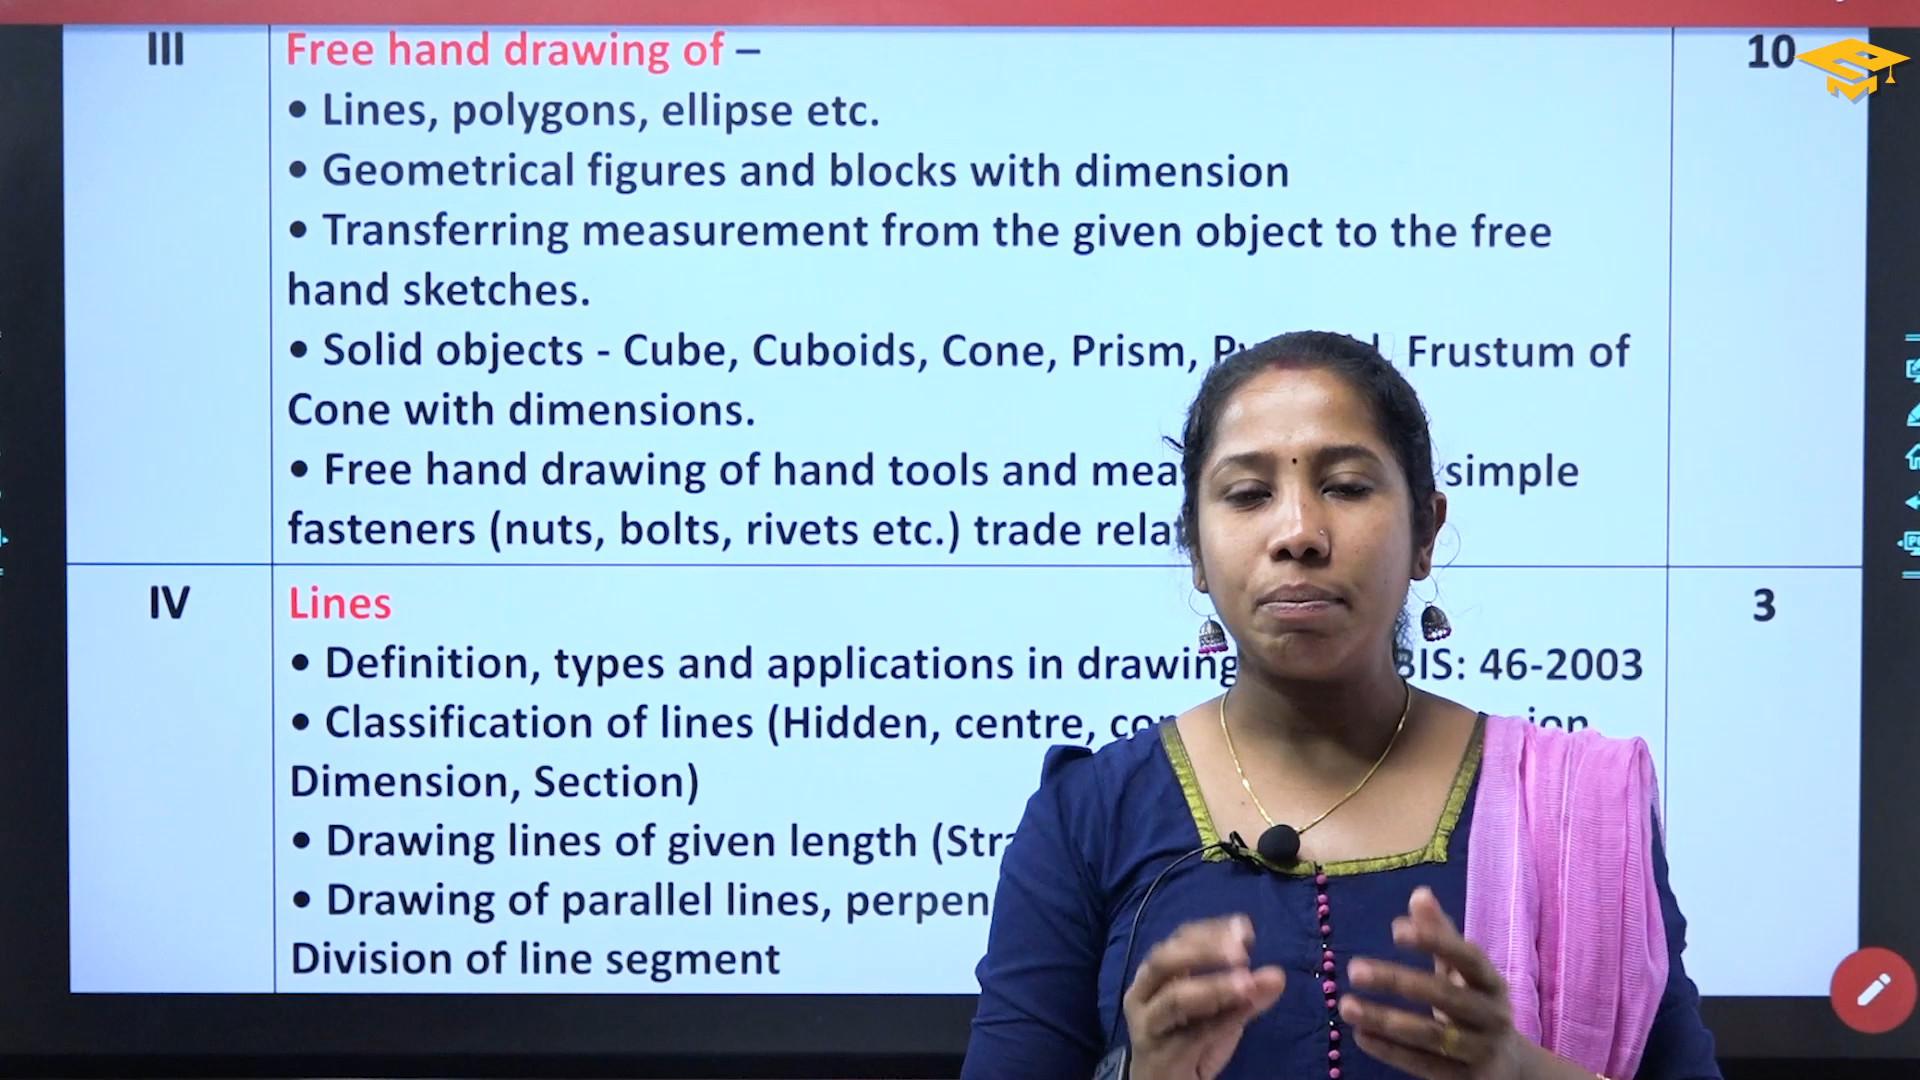 III
Free hand drawing of –
10
• Lines, polygons, ellipse etc.
• Geometrical figures and blocks with dimension
• Transferring measurement from the given object to the free
hand sketches.
• Solid objects - Cube, Cuboids, Cone, Prism, Frustum of
Cone with dimensions.
• Free hand drawing of hand tools and simple
fasteners (nuts, bolts, rivets etc.) trade
IV
Lines
3
• Definition, types and applications in drawing BIS: 46-2003
• Classification of lines (Hidden, centre,
Dimension, Section)
• Drawing lines of given length
• Drawing of parallel lines,
Division of line segment